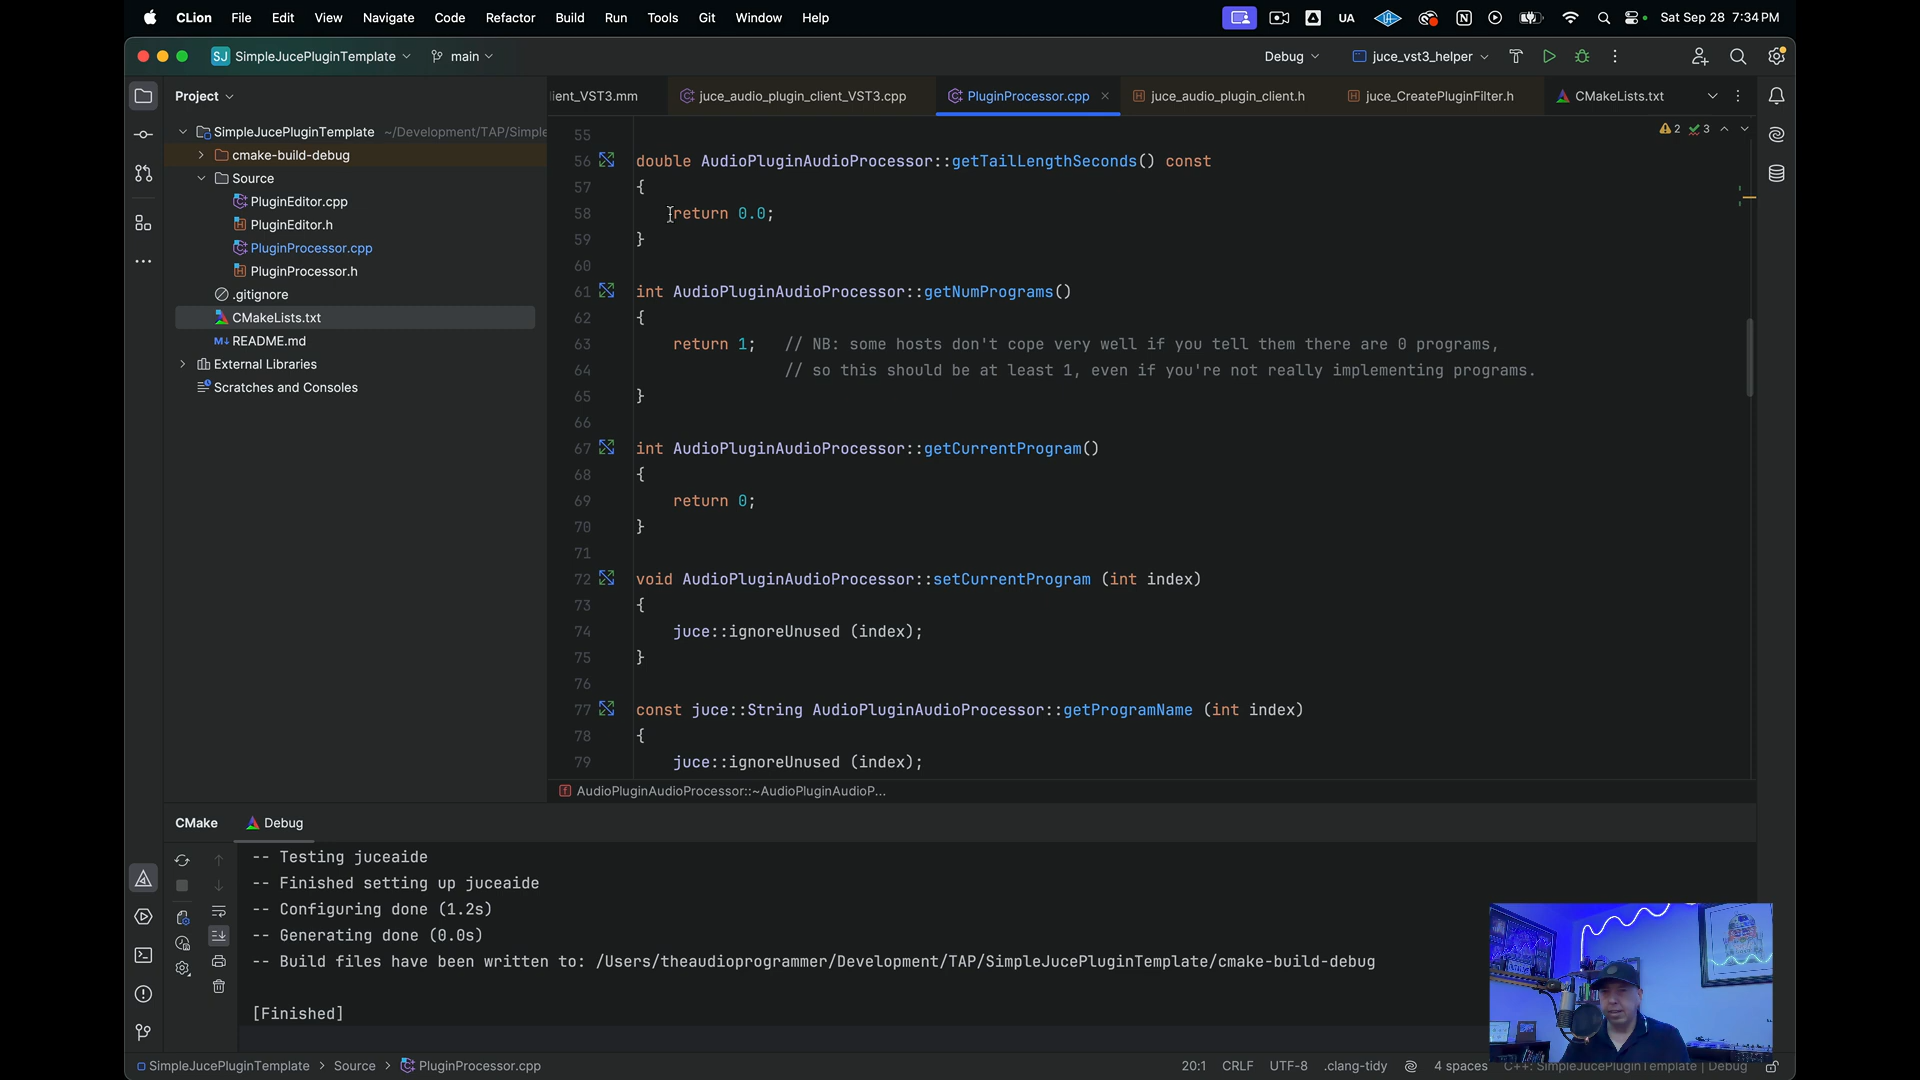 CLion File Edit View Navigate Code Refactor Build Run Tools Git Window Help UA Sat Sep 28 7:34 PM
SJ SimpleJucePluginTemplate main Debug juce_vst3_helper
Project
ient_VST3.mm juce_audio_plugin_client_VST3.cpp PluginProcessor.cpp juce_audio_plugin_client.h juce_CreatePluginFilter.h CMakeLists.txt
SimpleJucePluginTemplate ~/Development/TAP/Simple
cmake-build-debug
Source
PluginEditor.cpp
PluginEditor.h
PluginProcessor.cpp
PluginProcessor.h
.gitignore
CMakeLists.txt
README.md
External Libraries
Scratches and Consoles
2 3
55
56 double AudioPluginAudioProcessor::getTailLengthSeconds() const
57 {
58 return 0.0;
59 }
60
61 int AudioPluginAudioProcessor::getNumPrograms()
62 {
63 return 1; // NB: some hosts don't cope very well if you tell them there are 0 programs,
64 // so this should be at least 1, even if you're not really implementing programs.
65 }
66
67 int AudioPluginAudioProcessor::getCurrentProgram()
68 {
69 return 0;
70 }
71
72 void AudioPluginAudioProcessor::setCurrentProgram (int index)
73 {
74 juce::ignoreUnused (index);
75 }
76
77 const juce::String AudioPluginAudioProcessor::getProgramName (int index)
78 {
79 juce::ignoreUnused (index);
AudioPluginAudioProcessor::~AudioPluginAudioP...
CMake Debug
-- Testing juceaide
-- Finished setting up juceaide
-- Configuring done (1.2s)
-- Generating done (0.0s)
-- Build files have been written to: /Users/theaudioprogrammer/Development/TAP/SimpleJucePluginTemplate/cmake-build-debug
[Finished]
SimpleJucePluginTemplate Source PluginProcessor.cpp 20:1 CRLF UTF-8 .clang-tidy 4 spaces C++: SimpleJucePluginTemplate | Debug